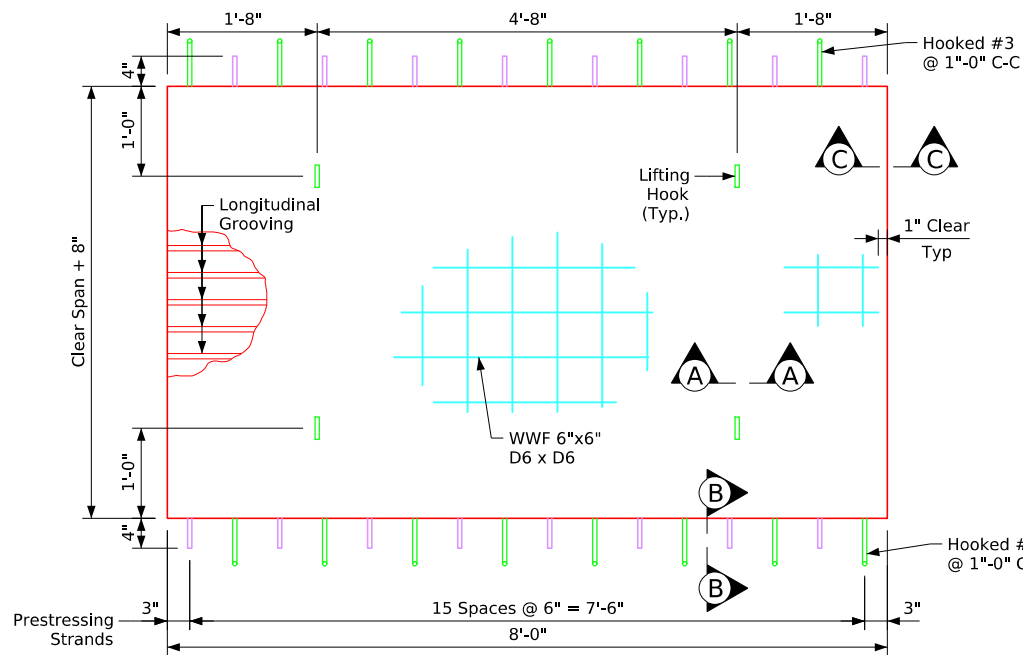 1'-8"
4'-8"
1'-8"
Hooked #3
@ 1"-0" C-C
4"
1'-0"
C
C
Lifting
Hook
(Typ.)
Longitudinal
Grooving
1" Clear
Typ
Clear Span + 8"
A
A
WWF 6"x6"
D6 x D6
1'-0"
B
4"
Hooked #
@ 1"-0" C
B
3"
15 Spaces @ 6" = 7'-6"
3"
Prestressing
Strands
8'-0"